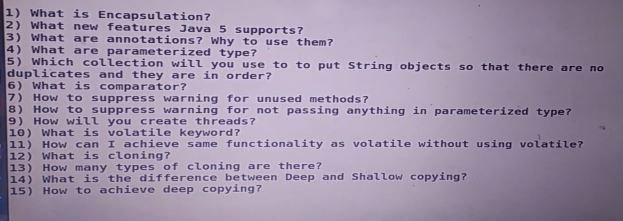 1) What is Encapsulation?
2) What new features Java 5 supports?
3) What are annotations? Why to use them?
4) What are parameterized type?
5) Which collection will you use to to put String objects so that there are no
duplicates and they are in order?
6) What is comparator?
7) How to suppress warning for unused methods?
8) How to suppress warning for not passing anything in parameterized type?
9) How will you create threads?
10) What is volatile keyword?
11) How can I achieve same functionality as volatile without using volatile?
12) What is cloning?
13) How many types of cloning are there?
14) What is the difference between Deep and Shallow copying?
15) How to achieve deep copying?